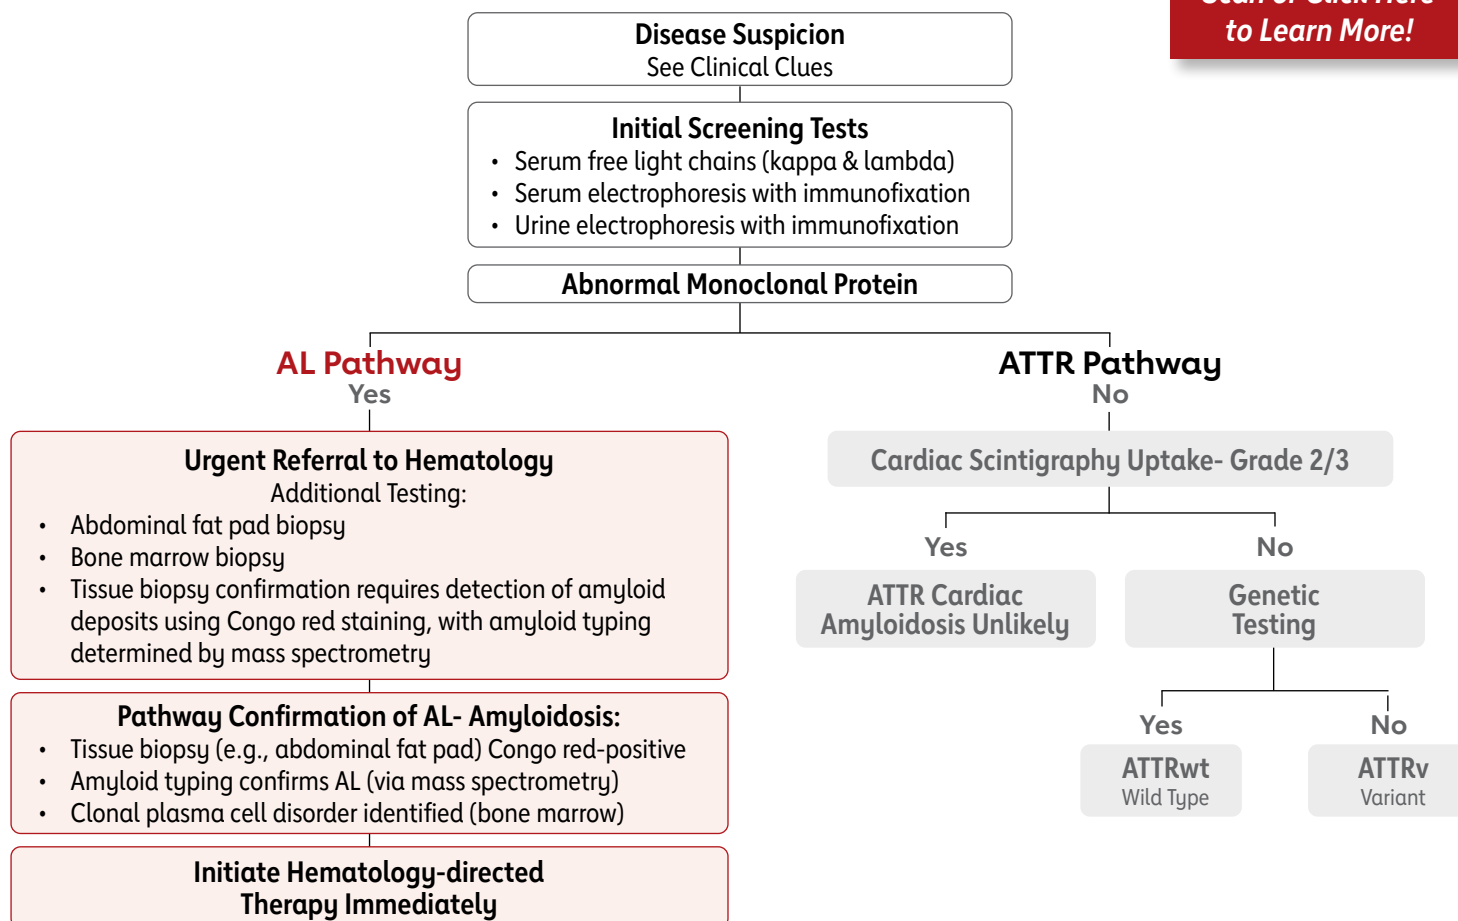 Scan or Click Here
to Learn More!
Disease Suspicion
See Clinical Clues
Initial Screening Tests
• Serum free light chains (kappa & lambda)
• Serum electrophoresis with immunofixation
• Urine electrophoresis with immunofixation
Abnormal Monoclonal Protein
AL Pathway
Yes
Urgent Referral to Hematology
Additional Testing:
• Abdominal fat pad biopsy
• Bone marrow biopsy
• Tissue biopsy confirmation requires detection of amyloid
deposits using Congo red staining, with amyloid typing
determined by mass spectrometry
Pathway Confirmation of AL- Amyloidosis:
• Tissue biopsy (e.g., abdominal fat pad) Congo red-positive
• Amyloid typing confirms AL (via mass spectrometry)
• Clonal plasma cell disorder identified (bone marrow)
Initiate Hematology-directed
Therapy Immediately
ATTR Pathway
No
Cardiac Scintigraphy Uptake- Grade 2/3
Yes
ATTR Cardiac
Amyloidosis Unlikely
No
Genetic
Testing
Yes
ATTRwt
Wild Type
No
ATTRv
Variant